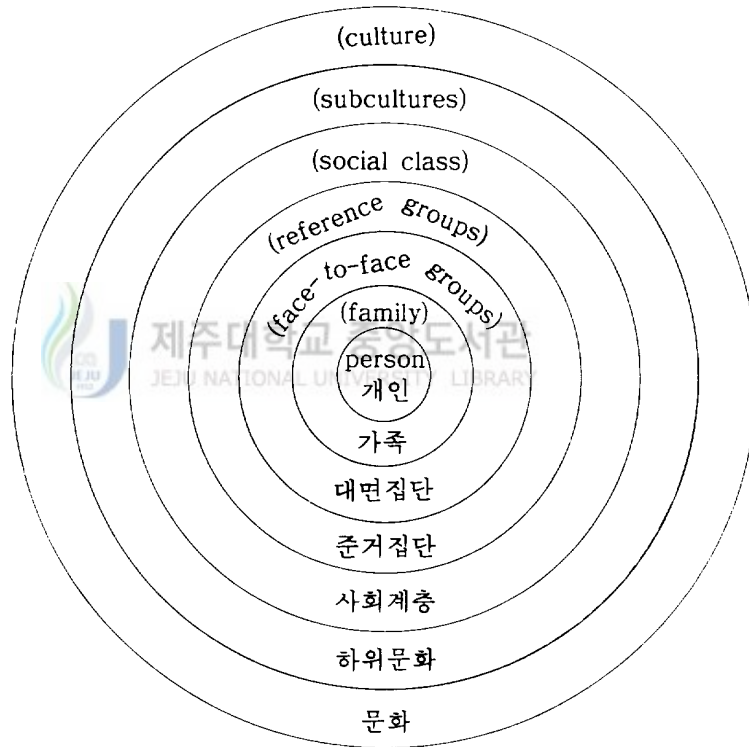 (culture)
(subcultures)
(social class)
(reference groups)
(face-to-face groups)
(family)
제주대학교 중앙도서관
JEJU NATIONAL UNIVERSITY LIBRARY
JEJU
1952
person
개인
가족
대면집단
준거집단
사회계층
하위문화
문화